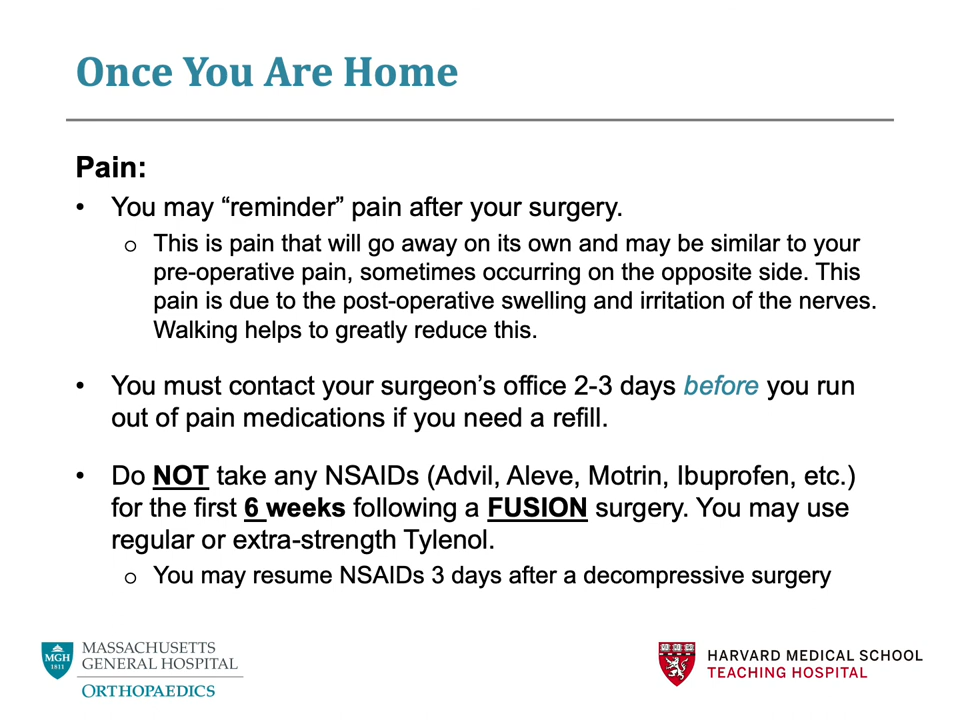 Once You Are Home
Pain:
• You may “reminder” pain after your surgery.
o This is pain that will go away on its own and may be similar to your
pre-operative pain, sometimes occurring on the opposite side. This
pain is due to the post-operative swelling and irritation of the nerves.
Walking helps to greatly reduce this.
• You must contact your surgeon’s office 2-3 days before you run
out of pain medications if you need a refill.
• Do NOT take any NSAIDs (Advil, Aleve, Motrin, Ibuprofen, etc.)
for the first 6 weeks following a FUSION surgery. You may use
regular or extra-strength Tylenol.
o You may resume NSAIDs 3 days after a decompressive surgery
MGH
1811
MASSACHUSETTS
GENERAL HOSPITAL
ORTHOPAEDICS
HARVARD MEDICAL SCHOOL
TEACHING HOSPITAL